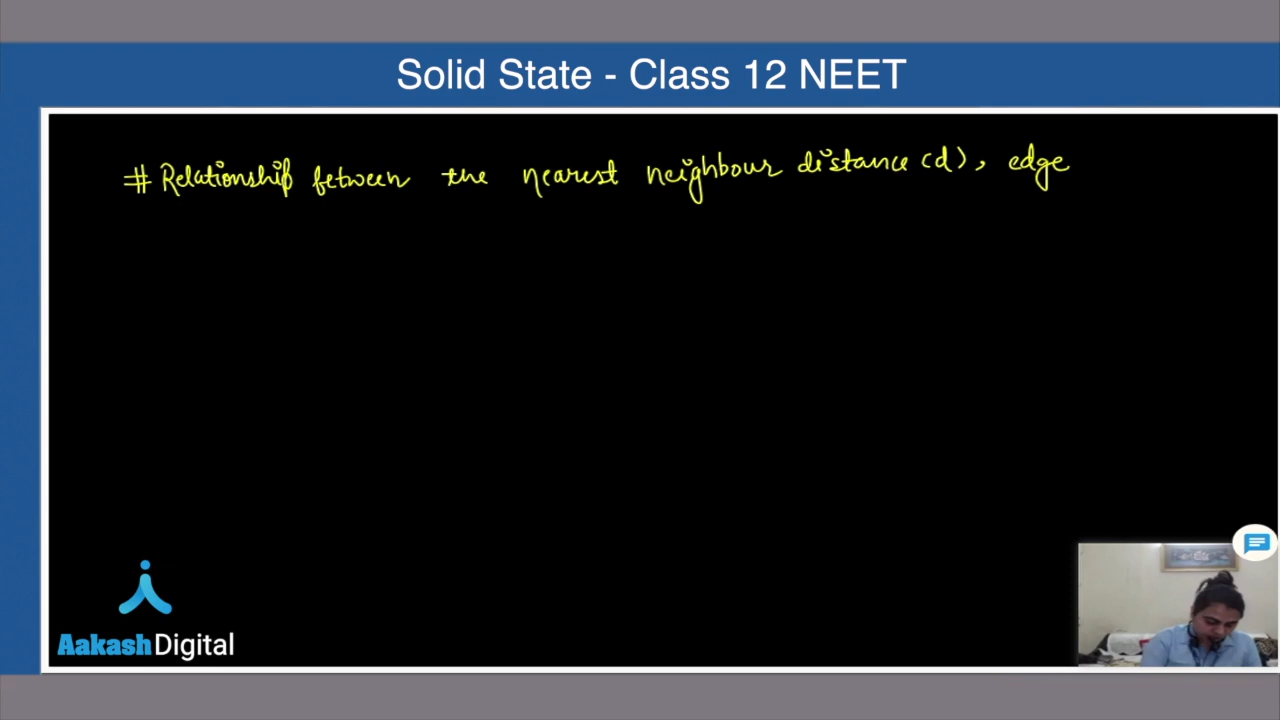 Solid State - Class 12 NEET
# Relationship between the nearest neighbour distance (d), edge
Aakash Digital